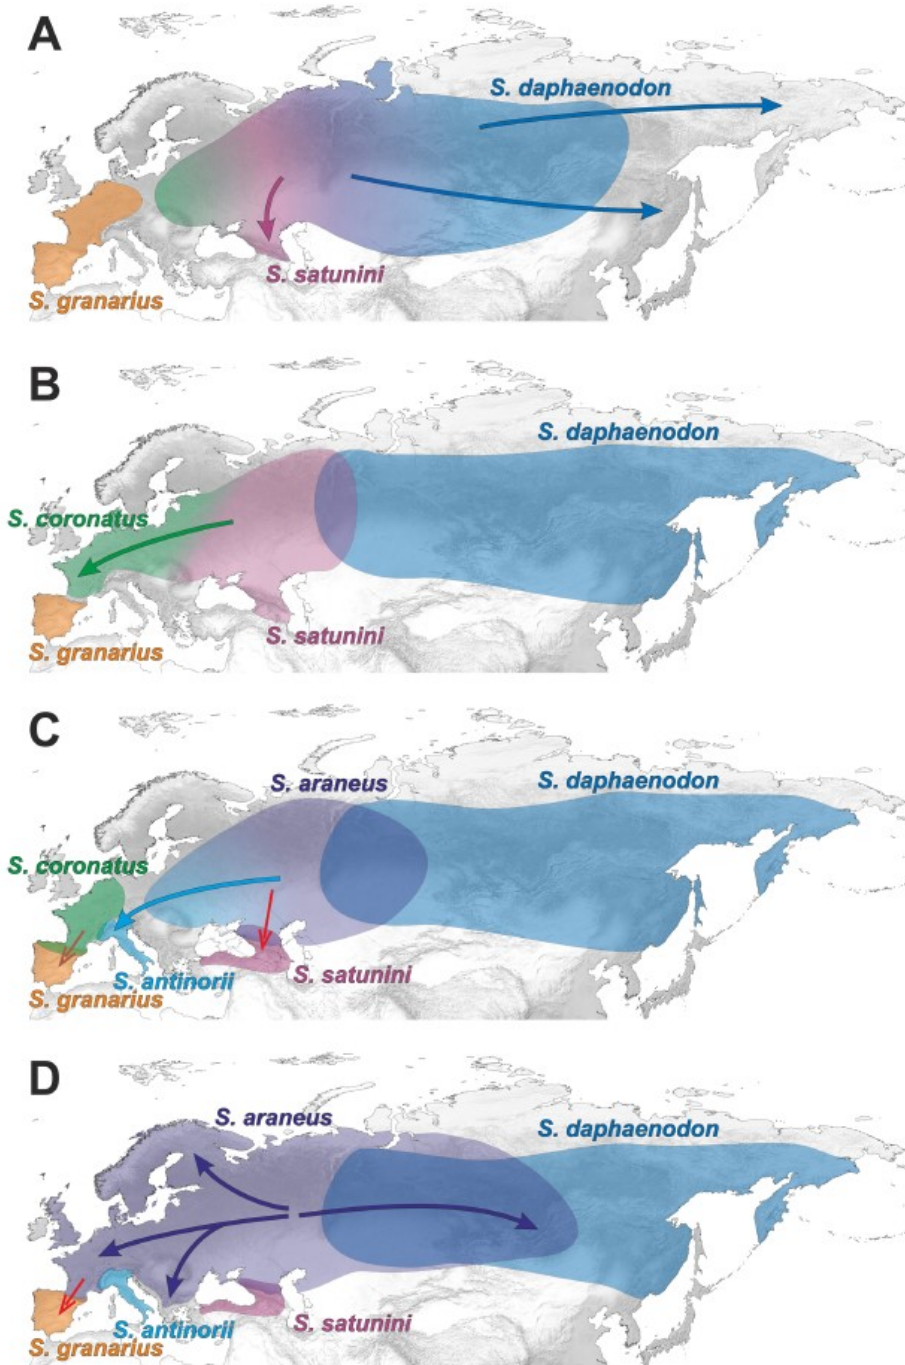 A
S. daphaenodon
S. satunini
S. granarius
B
S. daphaenodon
S. coronatus
S. satunini
S. granarius
C
S. araneus
S. daphaenodon
S. coronatus
S. satunini
S. antinorii
S. granarius
D
S. araneus
S. daphaenodon
S. satunini
S. antinorii
S. granarius